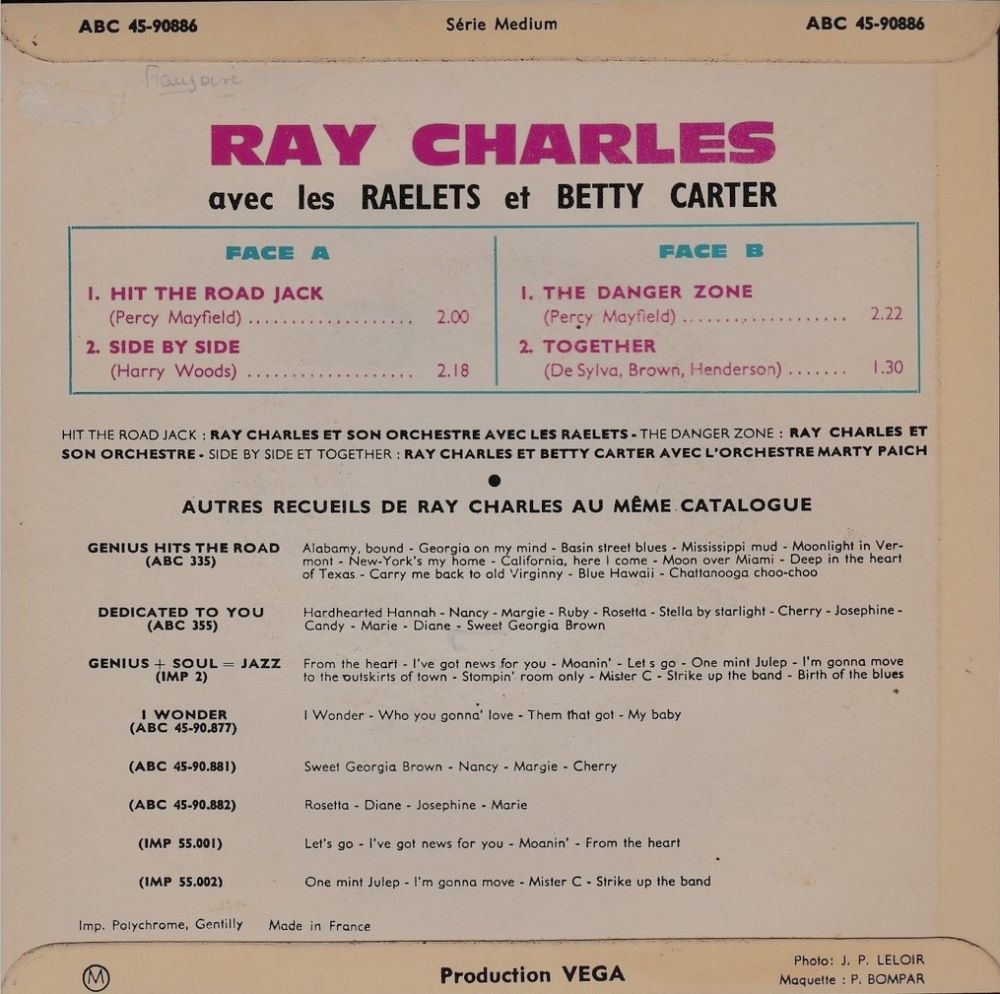 ABC 45-90886 Série Medium ABC 45-90886
RAY CHARLES
avec les RAELETS et BETTY CARTER
FACE A
1. HIT THE ROAD JACK
(Percy Mayfield) .................. 2.00
2. SIDE BY SIDE
(Harry Woods) .................. 2.18
FACE B
1. THE DANGER ZONE
(Percy Mayfield) .................. 2.22
2. TOGETHER
(De Sylva, Brown, Henderson) ....... 1.30
HIT THE ROAD JACK : RAY CHARLES ET SON ORCHESTRE AVEC LES RAELETS - THE DANGER ZONE : RAY CHARLES ET
SON ORCHESTRE - SIDE BY SIDE ET TOGETHER : RAY CHARLES ET BETTY CARTER AVEC L'ORCHESTRE MARTY PAICH
●
AUTRES RECUEILS DE RAY CHARLES AU MÊME CATALOGUE
GENIUS HITS THE ROAD
(ABC 335)
Alabamy, bound - Georgia on my mind - Basin street blues - Mississippi mud - Moonlight in Ver-
mont - New-York's my home - California, here I come - Moon over Miami - Deep in the heart
of Texas - Carry me back to old Virginny - Blue Hawaii - Chattanooga choo-choo
DEDICATED TO YOU
(ABC 355)
Hardhearted Hannah - Nancy - Margie - Ruby - Rosetta - Stella by starlight - Cherry - Josephine -
Candy - Marie - Diane - Sweet Georgia Brown
GENIUS + SOUL = JAZZ
(IMP 2)
From the heart - I've got news for you - Moanin' - Let s go - One mint Julep - I'm gonna move
to the outskirts of town - Stompin' room only - Mister C - Strike up the band - Birth of the blues
I WONDER
(ABC 45-90.877)
I Wonder - Who you gonna' love - Them that got - My baby
(ABC 45-90.881) Sweet Georgia Brown - Nancy - Margie - Cherry
(ABC 45-90.882) Rosetta - Diane - Josephine - Marie
(IMP 55.001) Let's go - I've got news for you - Moanin' - From the heart
(IMP 55.002) One mint Julep - I'm gonna move - Mister C - Strike up the band
Imp. Polychrome, Gentilly Made in France
M
Production VEGA
Photo: J. P. LELOIR
Maquette : P. BOMPAR